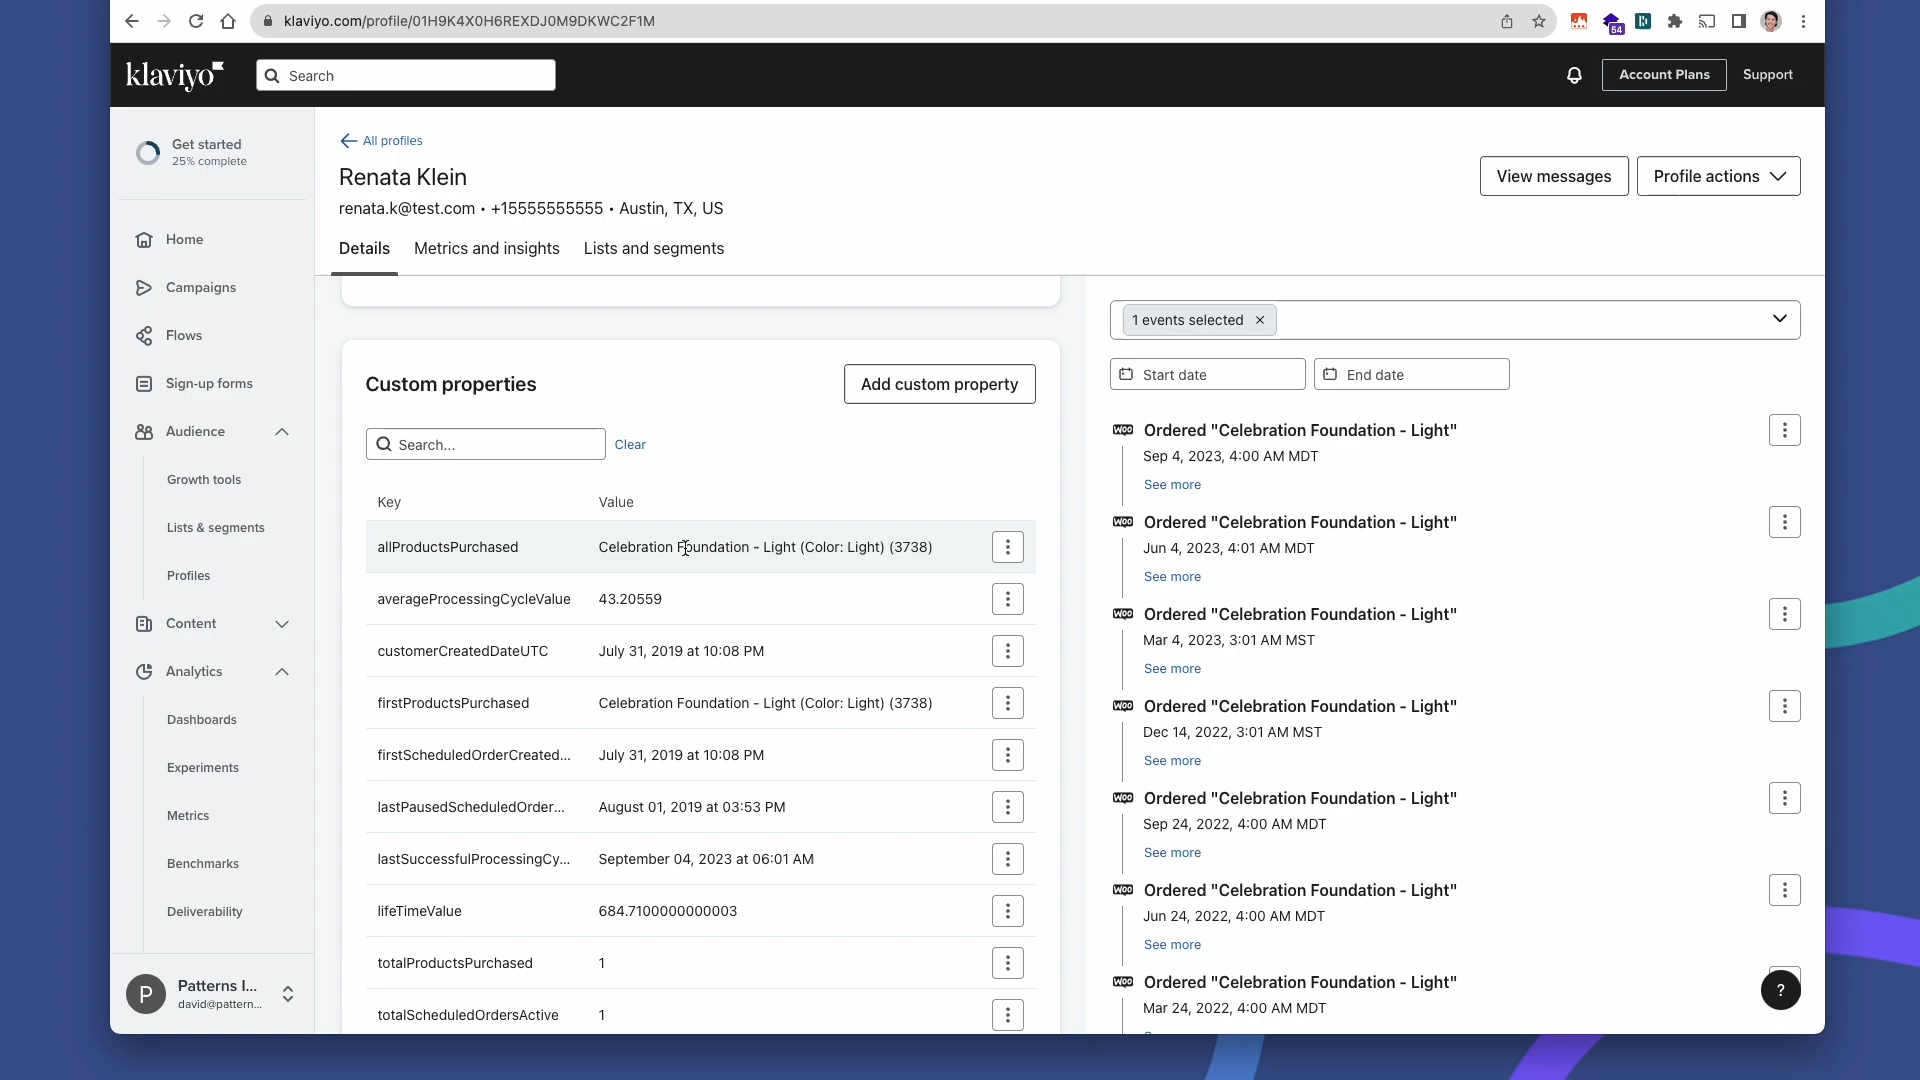 klaviyo.com/profile/01H9K4X0H6REXDJ0M9DKWC2F1M
54
klaviyo
Search
Account Plans
Support
Get started
25% complete
Home
Campaigns
Flows
Sign-up forms
Audience
Growth tools
Lists & segments
Profiles
Content
Analytics
Dashboards
Experiments
Metrics
Benchmarks
Deliverability
P
Patterns I...
david@pattern...
All profiles
Renata Klein
renata.k@test.com • +15555555555 • Austin, TX, US
View messages
Profile actions
Details
Metrics and insights
Lists and segments
Custom properties
Add custom property
Search...
Clear
Key Value
allProductsPurchased Celebration Foundation - Light (Color: Light) (3738)
averageProcessingCycleValue 43.20559
customerCreatedDateUTC July 31, 2019 at 10:08 PM
firstProductsPurchased Celebration Foundation - Light (Color: Light) (3738)
firstScheduledOrderCreated... July 31, 2019 at 10:08 PM
lastPausedScheduledOrder... August 01, 2019 at 03:53 PM
lastSuccessfulProcessingCy... September 04, 2023 at 06:01 AM
lifeTimeValue 684.7100000000003
totalProductsPurchased 1
totalScheduledOrdersActive 1
1 events selected ×
Start date
End date
Woo Ordered "Celebration Foundation - Light"
Sep 4, 2023, 4:00 AM MDT
See more
Woo Ordered "Celebration Foundation - Light"
Jun 4, 2023, 4:01 AM MDT
See more
Woo Ordered "Celebration Foundation - Light"
Mar 4, 2023, 3:01 AM MST
See more
Woo Ordered "Celebration Foundation - Light"
Dec 14, 2022, 3:01 AM MST
See more
Woo Ordered "Celebration Foundation - Light"
Sep 24, 2022, 4:00 AM MDT
See more
Woo Ordered "Celebration Foundation - Light"
Jun 24, 2022, 4:00 AM MDT
See more
Woo Ordered "Celebration Foundation - Light"
Mar 24, 2022, 4:00 AM MDT
?